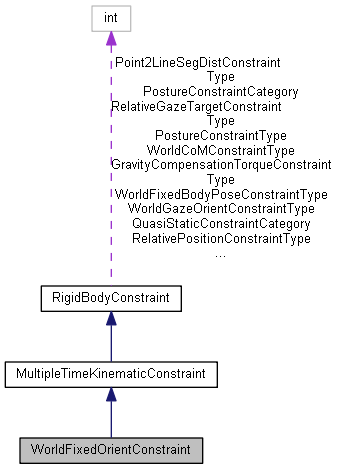 int
Point2LineSegDistConstraint
Type
PostureConstraintCategory
RelativeGazeTargetConstraint
Type
PostureConstraintType
WorldCoMConstraintType
GravityCompensationTorqueConstraint
Type
WorldFixedBodyPoseConstraintType
WorldGazeOrientConstraintType
QuasiStaticConstraintCategory
RelativePositionConstraintType
...
RigidBodyConstraint
MultipleTimeKinematicConstraint
WorldFixedOrientConstraint